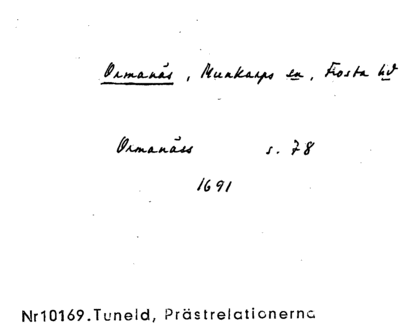 Ormanäs, Munkarps sn, Frosta hd
Ormanäss s. 78
1691
Nr10169.Tuneld, Prästrelationerna